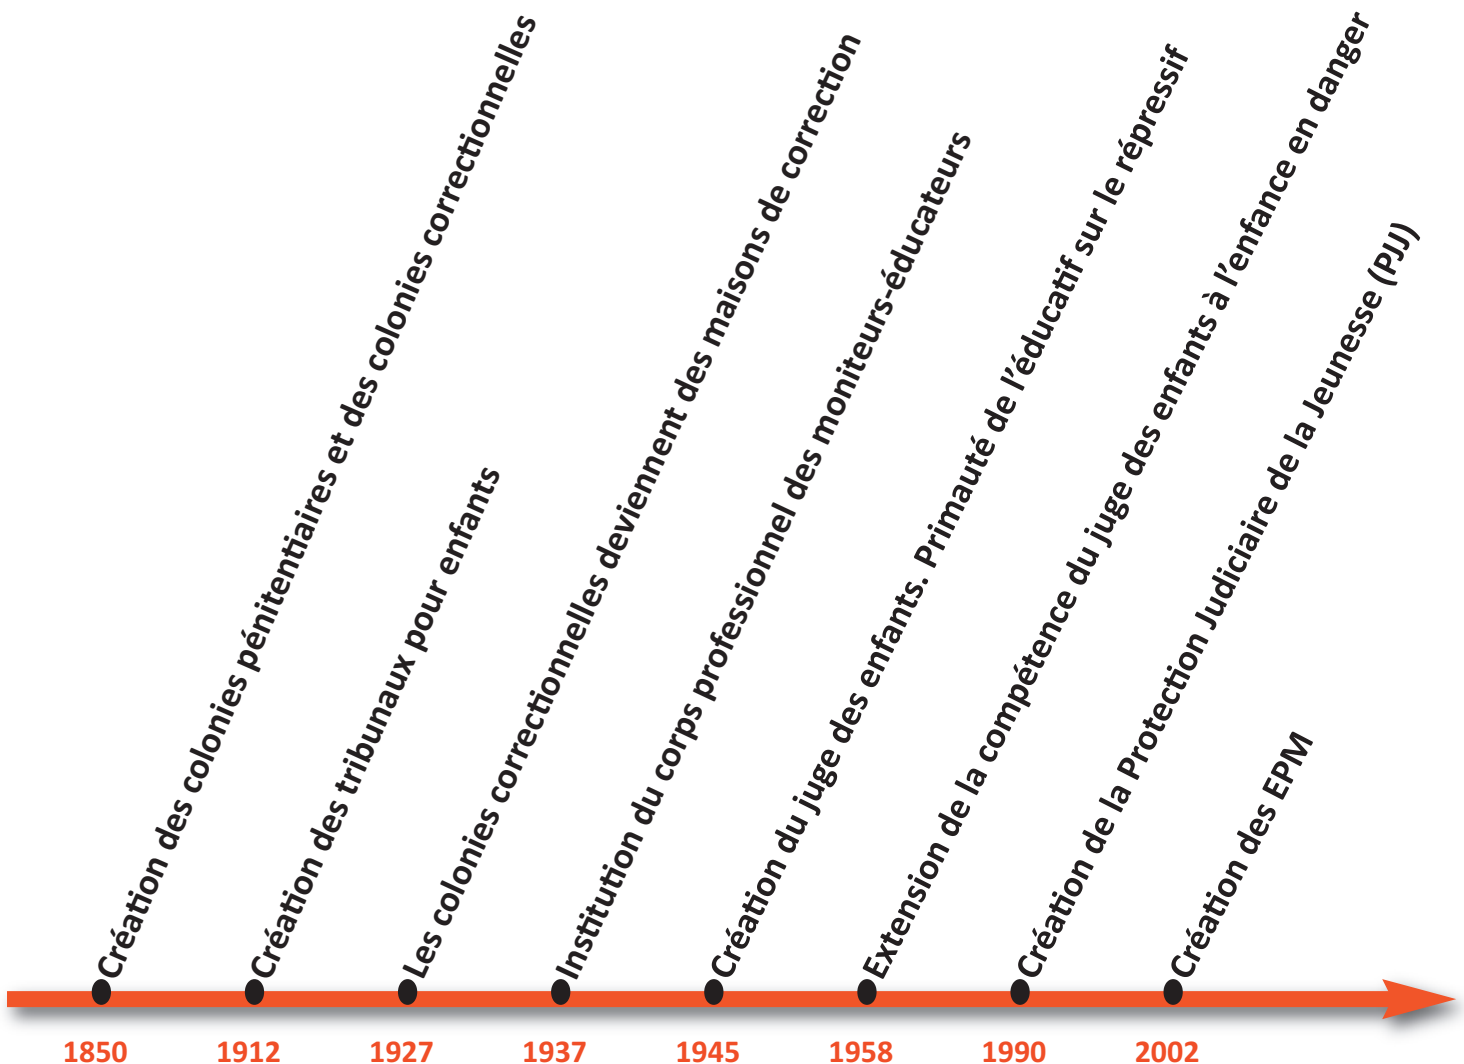 Création des colonies pénitentiaires et des colonies correctionnelles
Création des tribunaux pour enfants
Les colonies correctionnelles deviennent des maisons de correction
Institution du corps professionnel des moniteurs-éducateurs
Création du juge des enfants. Primauté de l'éducatif sur le répressif
Extension de la compétence du juge des enfants à l'enfance en danger
Création de la Protection Judiciaire de la Jeunesse (PJJ)
Création des EPM
1850
1912
1927
1937
1945
1958
1990
2002